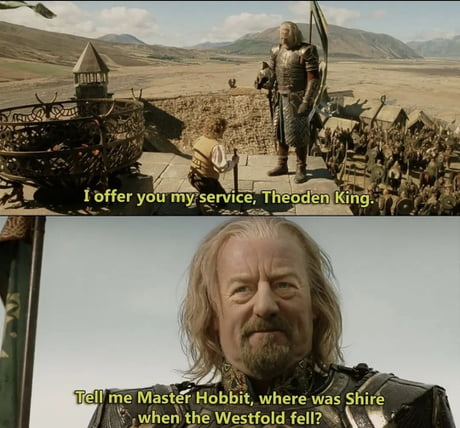 I offer you my service, Theoden King.
Tell me Master Hobbit, where was Shire
when the Westfold fell?